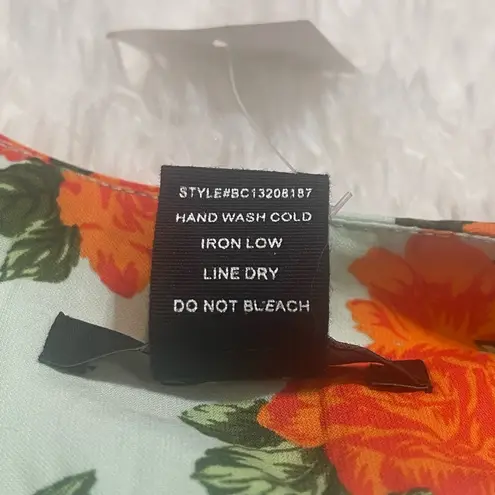 STYLE#BC13208187
HAND WASH COLD
IRON LOW
LINE DRY
DO NOT BLEACH